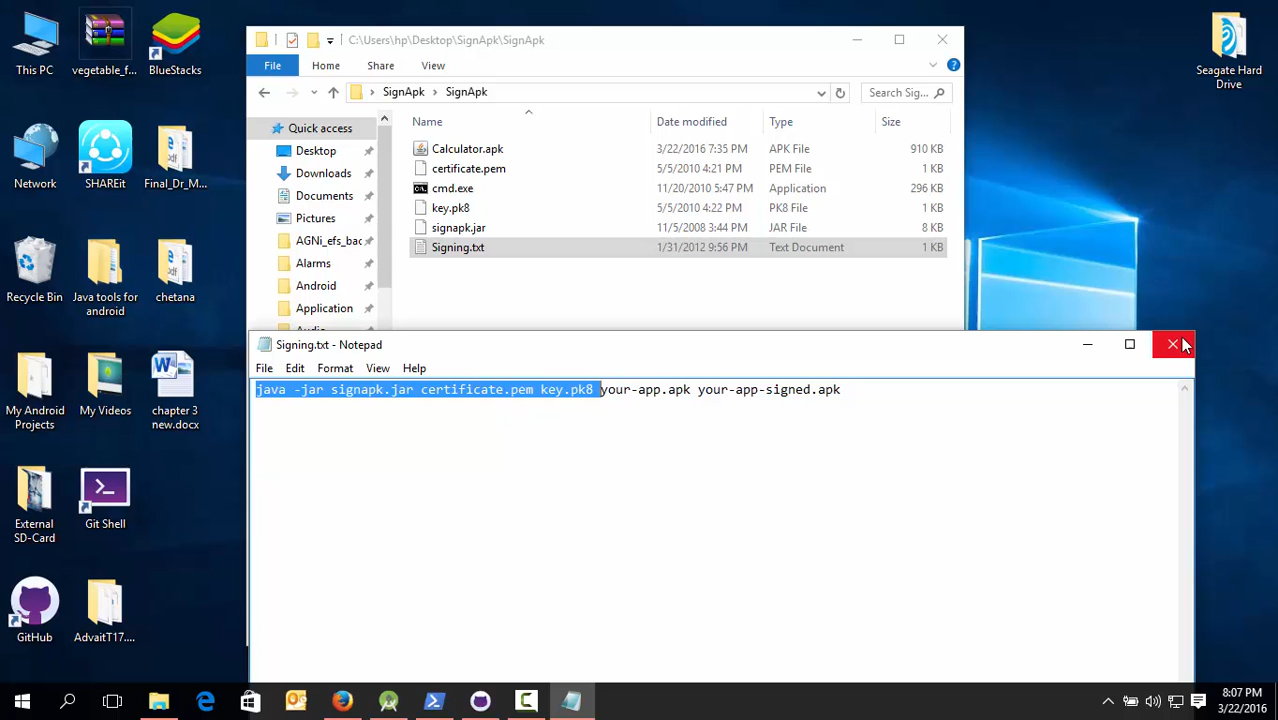 This PC
vegetable_f...
BlueStacks
Seagate Hard
Drive
Network
SHAREit
Final_Dr_M...
Recycle Bin
Java tools for
android
chetana
My Android
Projects
My Videos
chapter 3
new.docx
External
SD-Card
Git Shell
GitHub
AdvaitT17....
C:\Users\hp\Desktop\SignApk\SignApk
File Home Share View
SignApk SignApk Search Sig...
Name Date modified Type Size
Quick access
Desktop
Downloads
Documents
Pictures
AGNi_efs_bac
Alarms
Android
Application
Audio
Calculator.apk 3/22/2016 7:35 PM APK File 910 KB
certificate.pem 5/5/2010 4:21 PM PEM File 1 KB
cmd.exe 11/20/2010 5:47 PM Application 296 KB
key.pk8 5/5/2010 4:22 PM PK8 File 1 KB
signapk.jar 11/5/2008 3:44 PM JAR File 8 KB
Signing.txt 1/31/2012 9:56 PM Text Document 1 KB
Signing.txt - Notepad
File Edit Format View Help
java -jar signapk.jar certificate.pem key.pk8 your-app.apk your-app-signed.apk
8:07 PM
3/22/2016